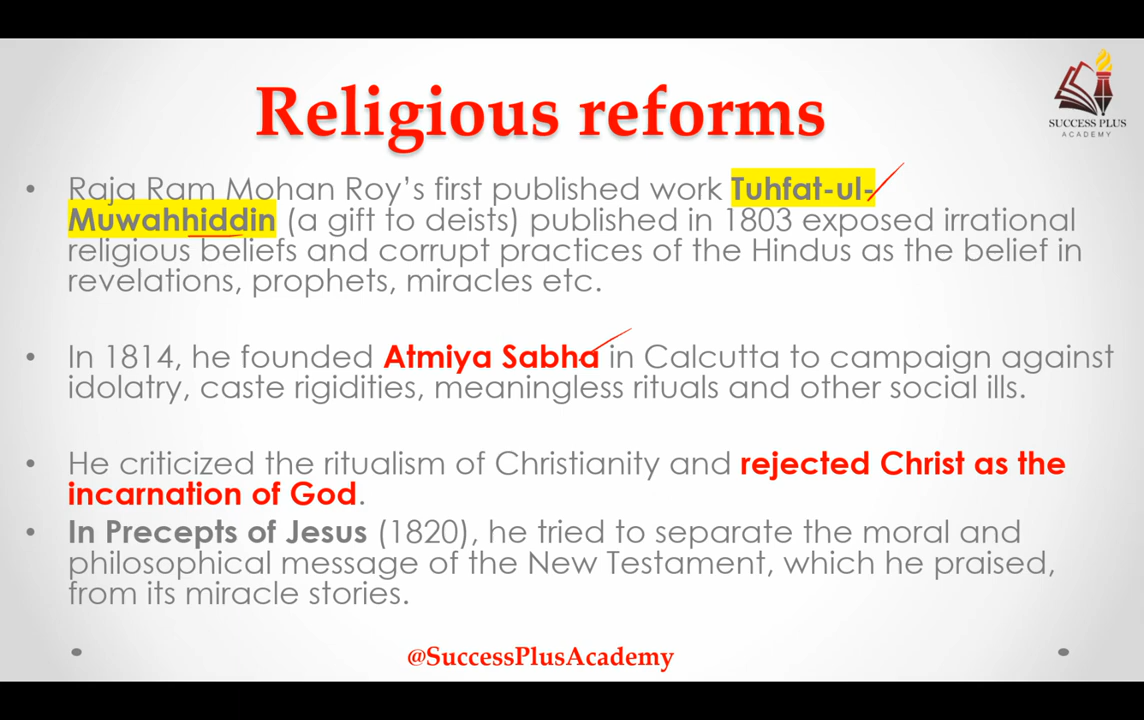 SUCCESS PLUS
ACADEMY
Religious reforms
• Raja Ram Mohan Roy’s first published work Tuhfat-ul-
Muwahhiddin (a gift to deists) published in 1803 exposed irrational
religious beliefs and corrupt practices of the Hindus as the belief in
revelations, prophets, miracles etc.
• In 1814, he founded Atmiya Sabha in Calcutta to campaign against
idolatry, caste rigidities, meaningless rituals and other social ills.
• He criticized the ritualism of Christianity and rejected Christ as the
incarnation of God.
• In Precepts of Jesus (1820), he tried to separate the moral and
philosophical message of the New Testament, which he praised,
from its miracle stories.
@SuccessPlusAcademy